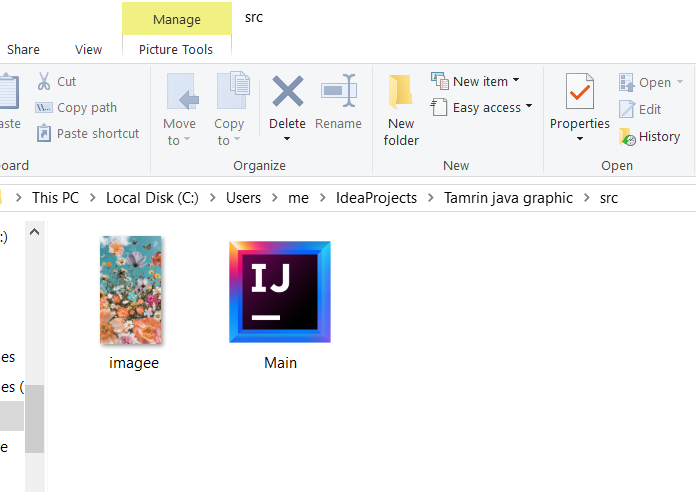 Manage
src
Share
View
Picture Tools
Cut
Copy path
Paste shortcut
Move to
Copy to
Delete
Rename
New folder
New item
Easy access
Properties
Open
Edit
History
Organize
New
Open
This PC > Local Disk (C:) > Users > me > IdeaProjects > Tamrin java graphic > src
:)
IJ
imagee
Main
es
es (
e